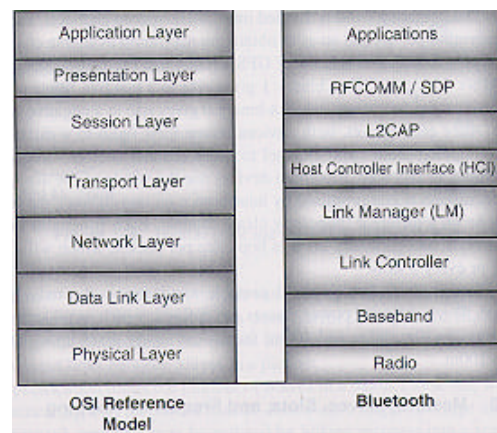 Application Layer
Presentation Layer
Session Layer
Transport Layer
Network Layer
Data Link Layer
Physical Layer
OSI Reference
Model
Applications
RFCOMM / SDP
L2CAP
Host Controller Interface (HCI)
Link Manager (LM)
Link Controller
Baseband
Radio
Bluetooth